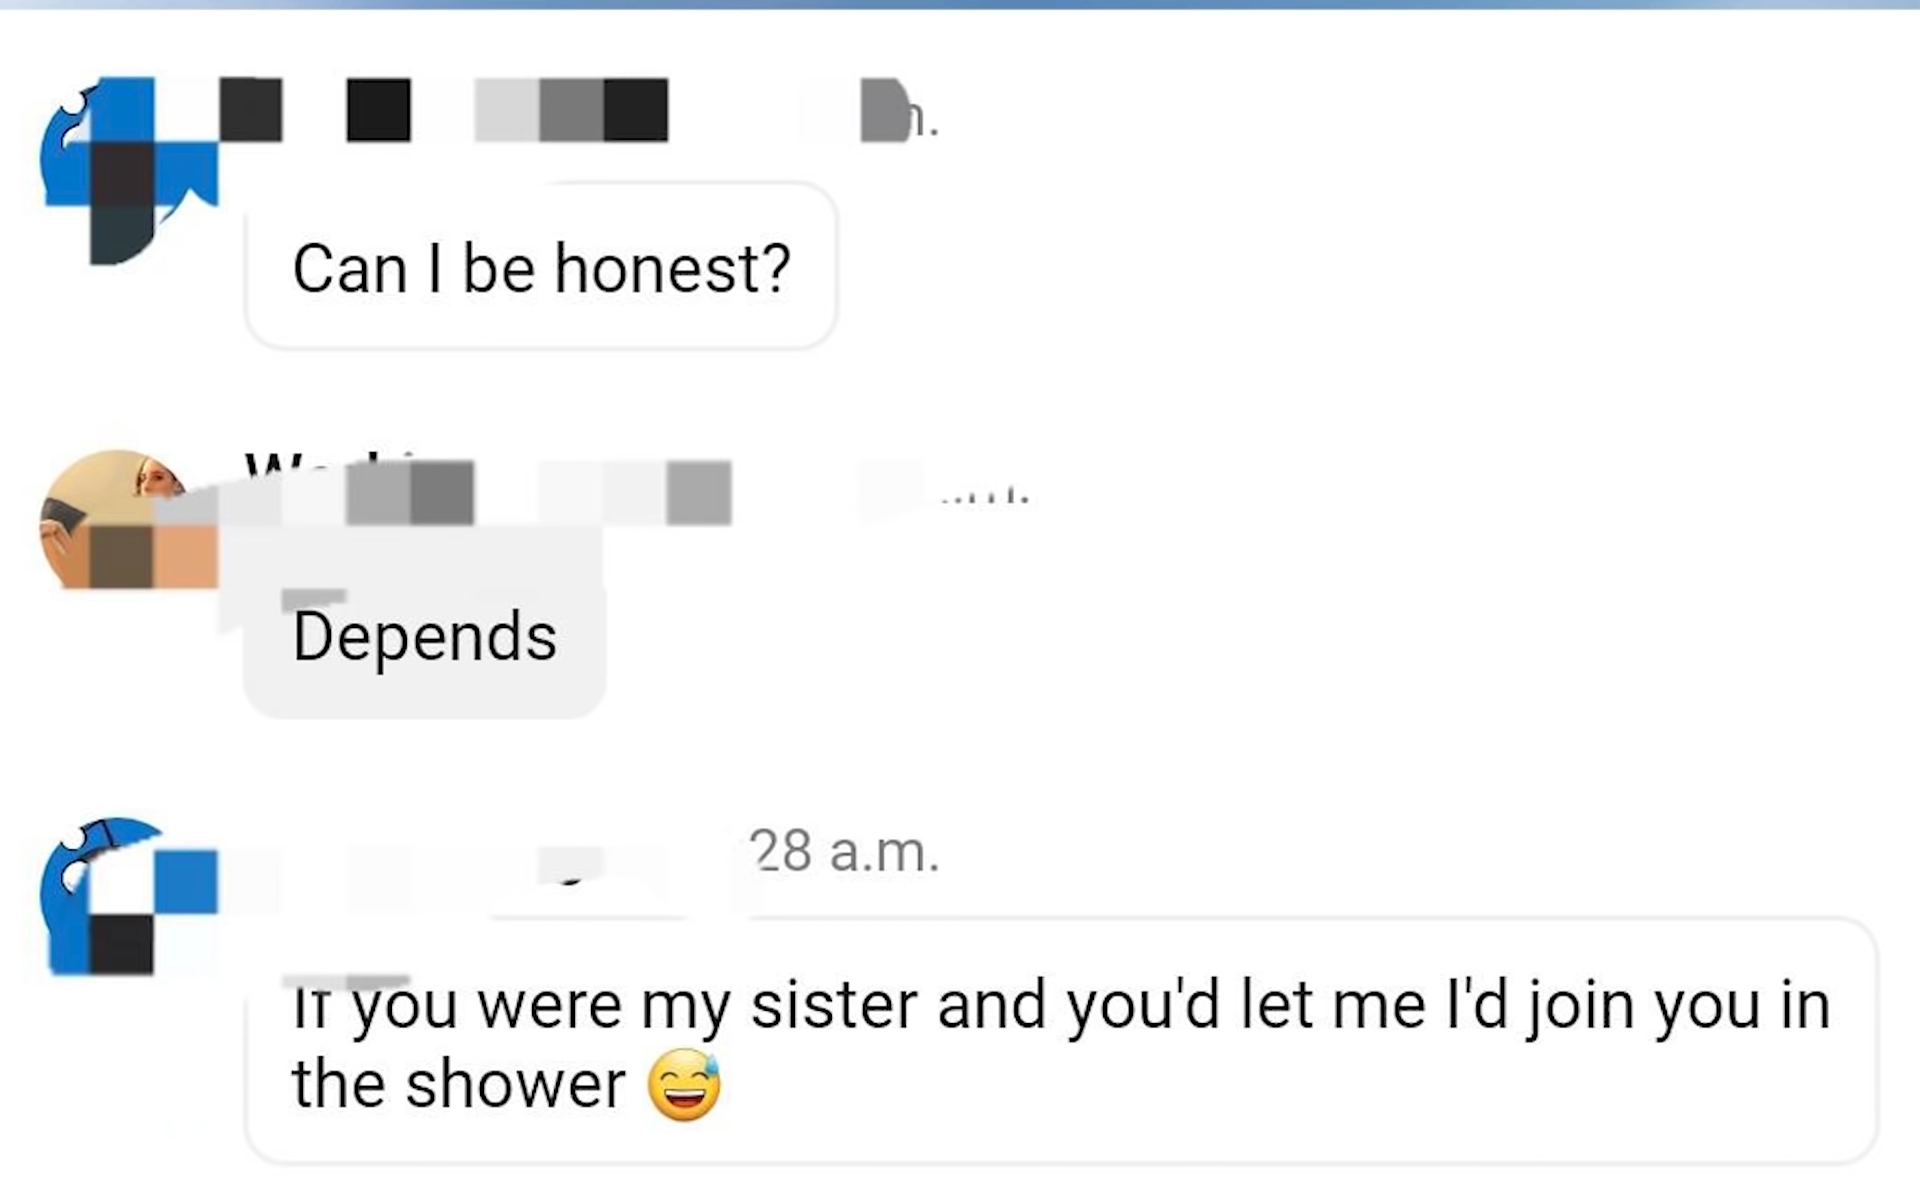 Can I be honest?
Depends
28 a.m.
If you were my sister and you'd let me I'd join you in
the shower 😅